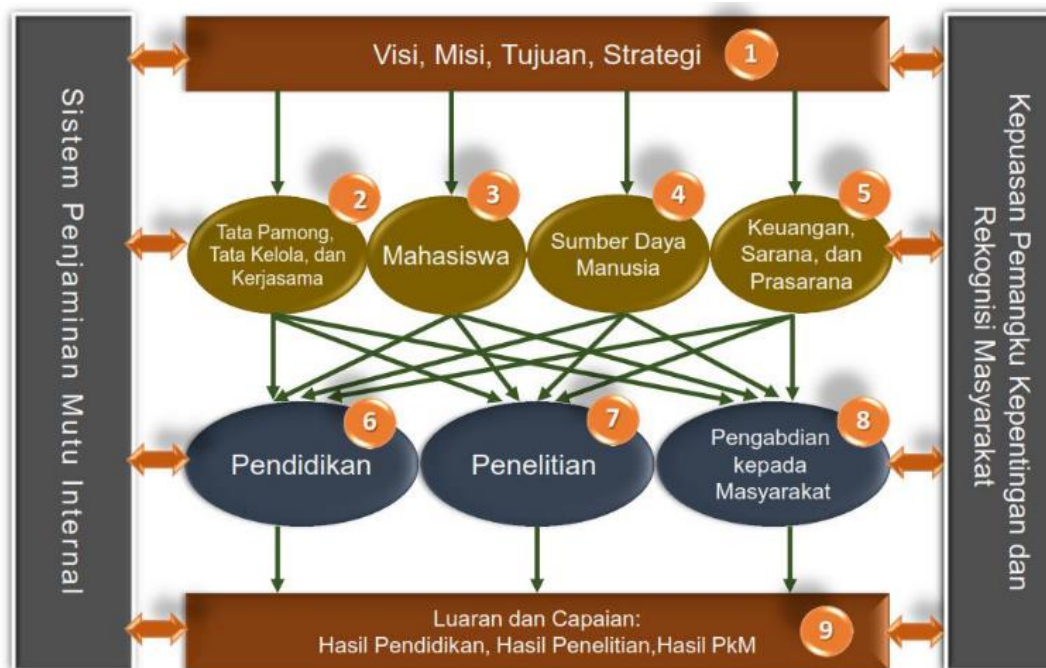 Sistem Penjaminan Mutu Internal
Visi, Misi, Tujuan, Strategi
1
2
Tata Pamong,
Tata Kelola, dan
Kerjasama
3
Mahasiswa
4
Sumber Daya
Manusia
5
Keuangan,
Sarana, dan
Prasarana
6
Pendidikan
7
Penelitian
8
Pengabdian
kepada
Masyarakat
Luaran dan Capaian:
Hasil Pendidikan, Hasil Penelitian,Hasil PkM
9
Kepuasan Pemangku Kepentingan dan
Rekognisi Masyarakat